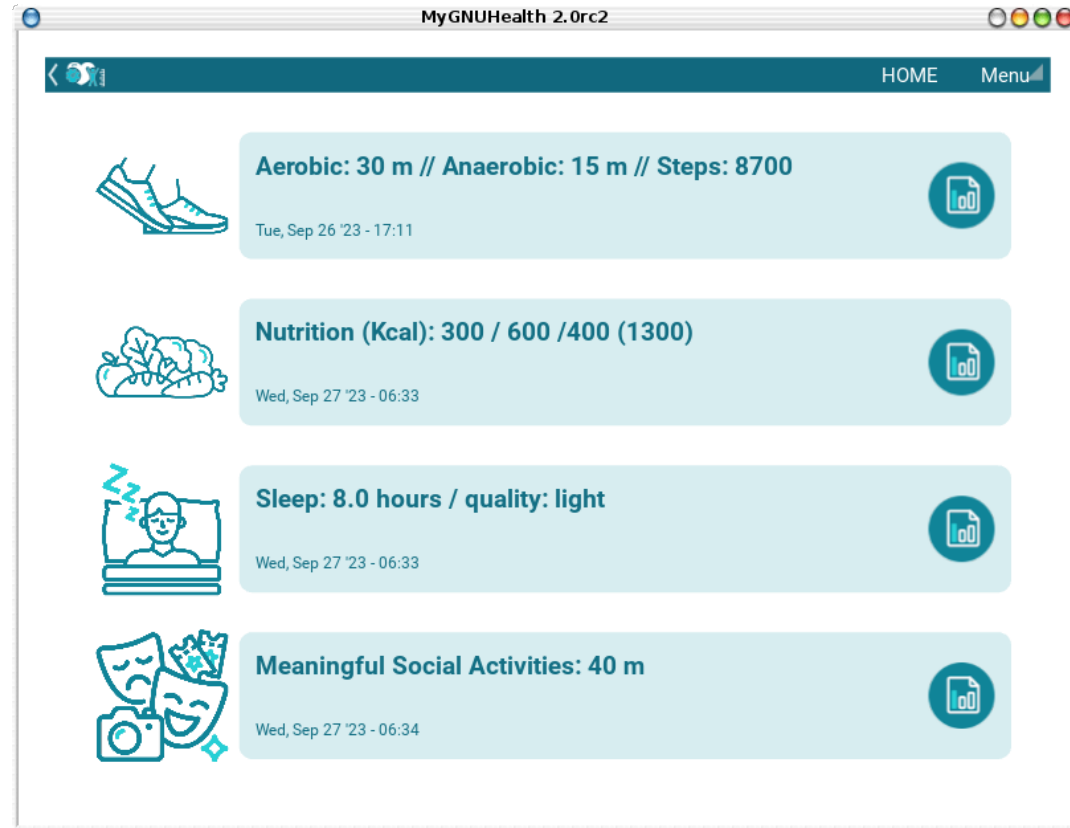 MyGNUHealth 2.0rc2
HOME Menu
Aerobic: 30 m // Anaerobic: 15 m // Steps: 8700
Tue, Sep 26 '23 - 17:11
Nutrition (Kcal): 300 / 600 /400 (1300)
Wed, Sep 27 '23 - 06:33
Sleep: 8.0 hours / quality: light
Wed, Sep 27 '23 - 06:33
Meaningful Social Activities: 40 m
Wed, Sep 27 '23 - 06:34